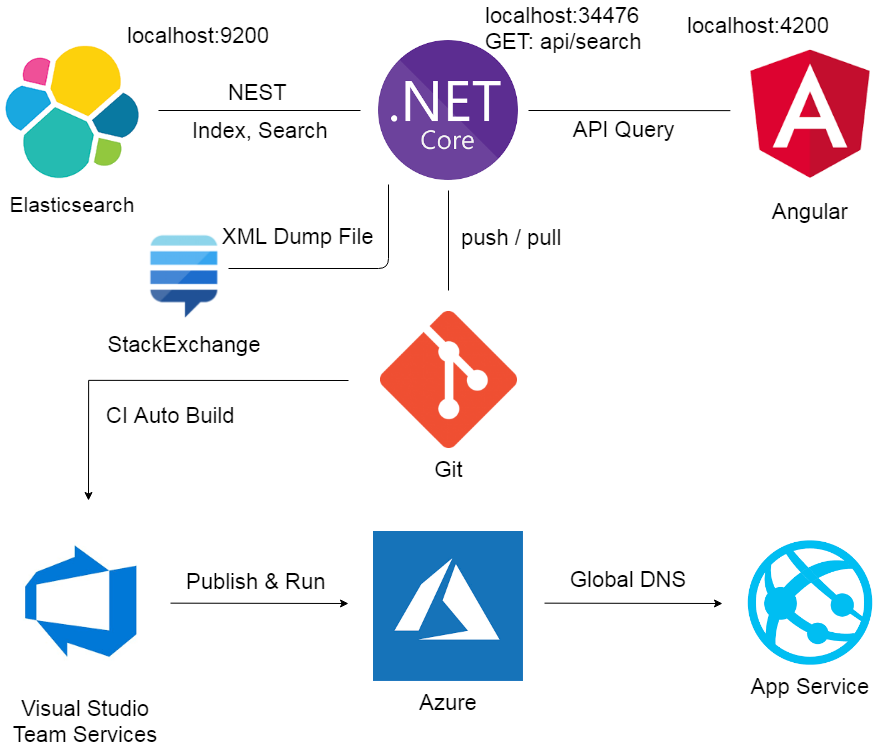 localhost:9200
localhost:34476
GET: api/search
localhost:4200
NEST
Index, Search
.NET
Core
API Query
Elasticsearch
Angular
XML Dump File
push / pull
StackExchange
CI Auto Build
Git
Publish & Run
Global DNS
Visual Studio
Team Services
Azure
App Service